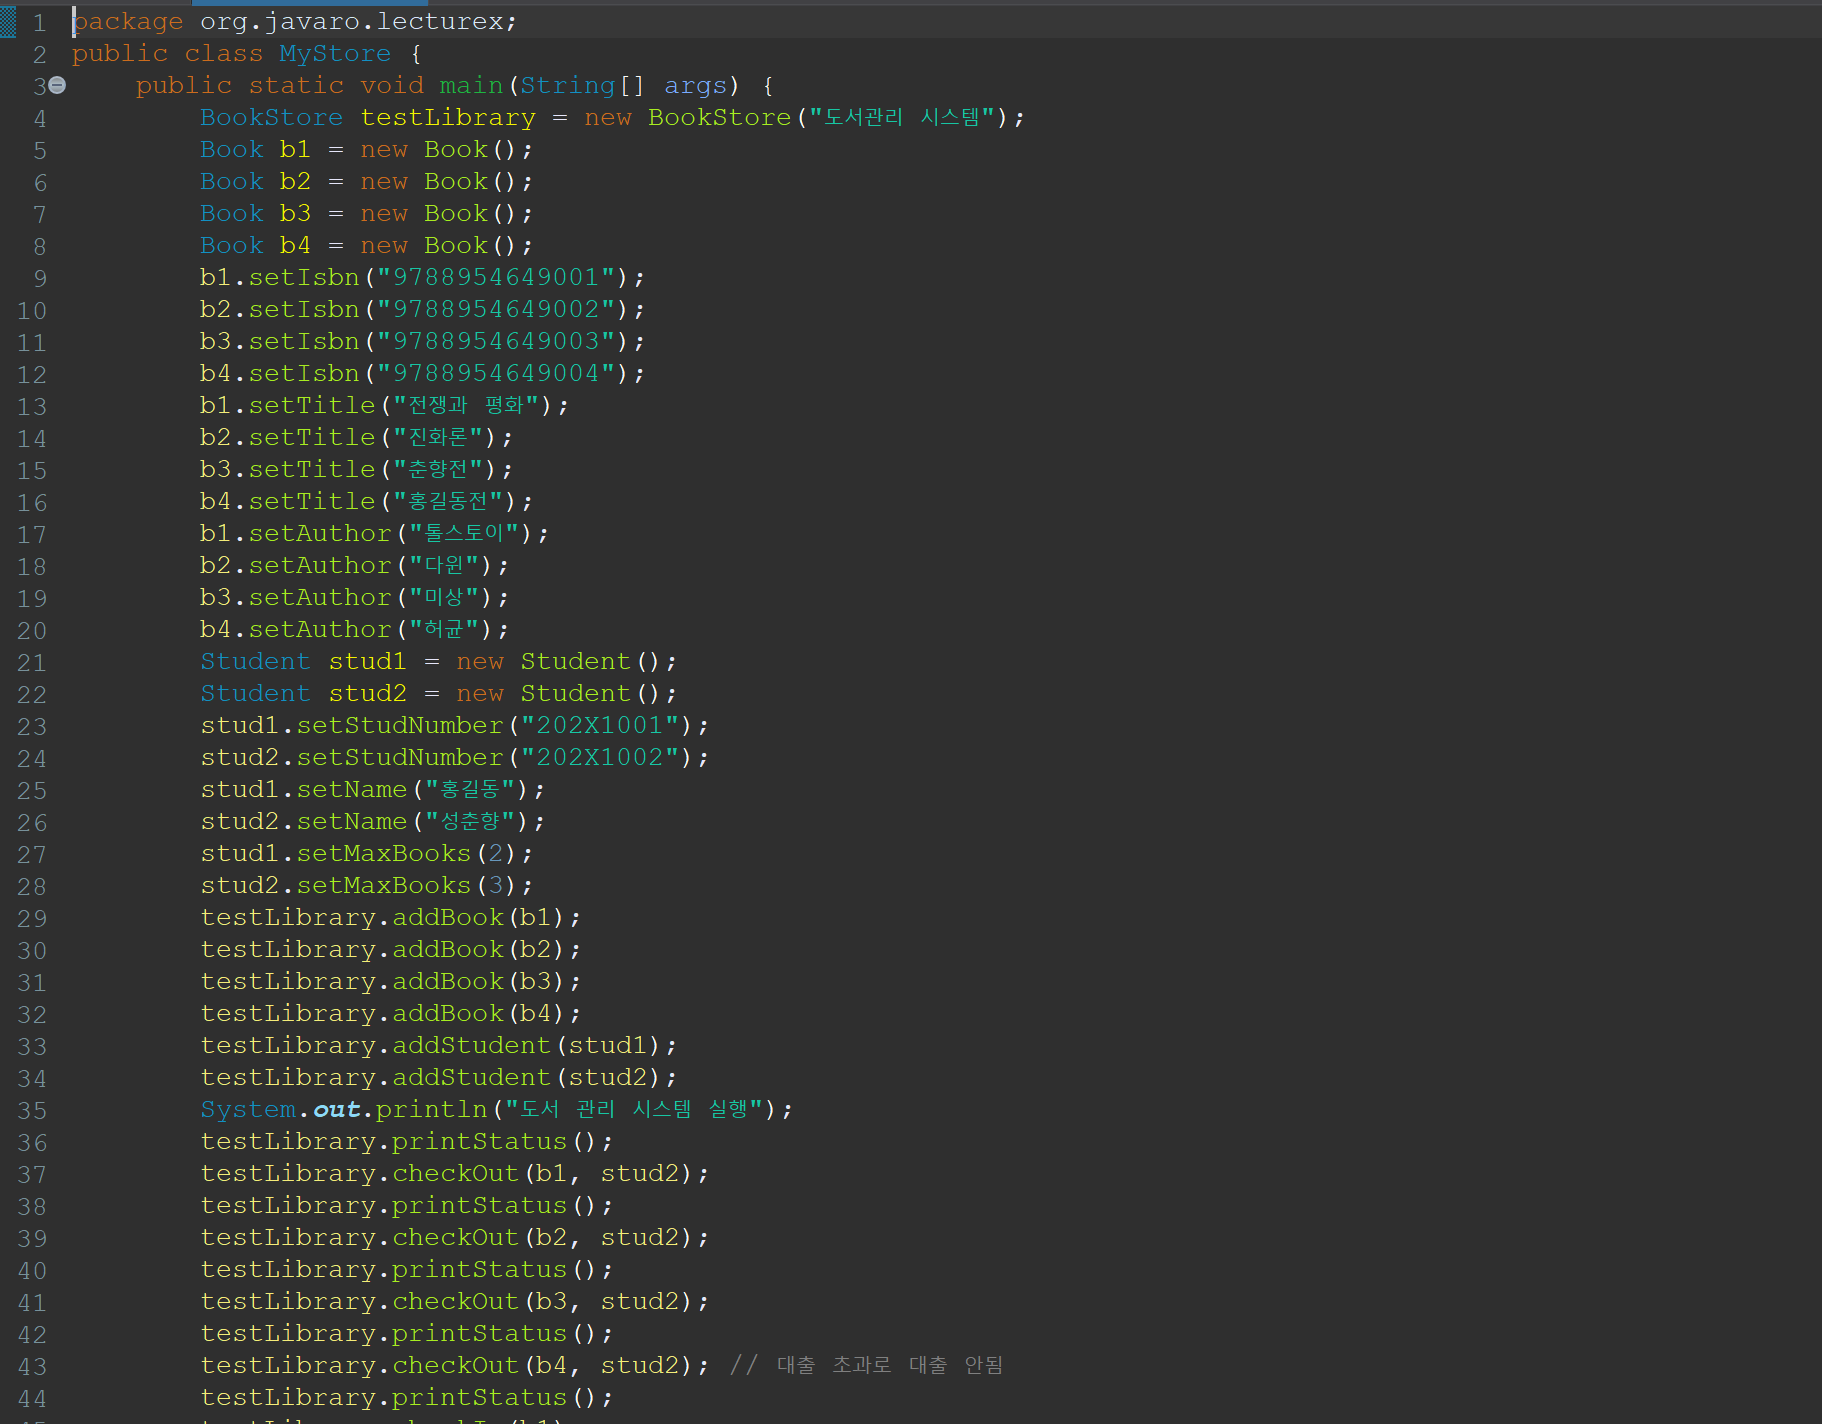 1 package org.javaro.lecturex;
2 public class MyStore {
3 public static void main(String[] args) {
4 BookStore testLibrary = new BookStore("도서관리 시스템");
5 Book b1 = new Book();
6 Book b2 = new Book();
7 Book b3 = new Book();
8 Book b4 = new Book();
9 b1.setIsbn("9788954649001");
10 b2.setIsbn("9788954649002");
11 b3.setIsbn("9788954649003");
12 b4.setIsbn("9788954649004");
13 b1.setTitle("전쟁과 평화");
14 b2.setTitle("진화론");
15 b3.setTitle("춘향전");
16 b4.setTitle("홍길동전");
17 b1.setAuthor("톨스토이");
18 b2.setAuthor("다윈");
19 b3.setAuthor("미상");
20 b4.setAuthor("허균");
21 Student stud1 = new Student();
22 Student stud2 = new Student();
23 stud1.setStudNumber("202X1001");
24 stud2.setStudNumber("202X1002");
25 stud1.setName("홍길동");
26 stud2.setName("성춘향");
27 stud1.setMaxBooks(2);
28 stud2.setMaxBooks(3);
29 testLibrary.addBook(b1);
30 testLibrary.addBook(b2);
31 testLibrary.addBook(b3);
32 testLibrary.addBook(b4);
33 testLibrary.addStudent(stud1);
34 testLibrary.addStudent(stud2);
35 System.out.println("도서 관리 시스템 실행");
36 testLibrary.printStatus();
37 testLibrary.checkOut(b1, stud2);
38 testLibrary.printStatus();
39 testLibrary.checkOut(b2, stud2);
40 testLibrary.printStatus();
41 testLibrary.checkOut(b3, stud2);
42 testLibrary.printStatus();
43 testLibrary.checkOut(b4, stud2); // 대출 초과로 대출 안됨
44 testLibrary.printStatus();